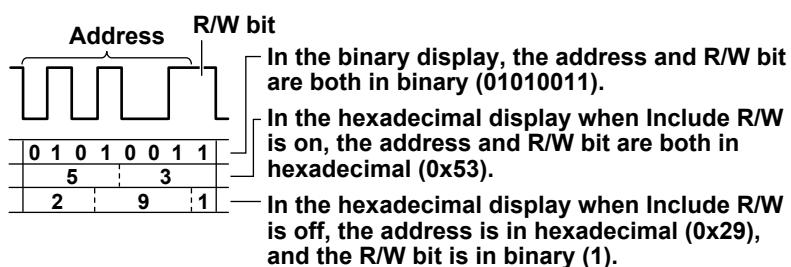 Address
R/W bit
In the binary display, the address and R/W bit
are both in binary (01010011).
In the hexadecimal display when Include R/W
is on, the address and R/W bit are both in
hexadecimal (0x53).
0 1 0 1 0 0 1 1
5 3
2 9 1
In the hexadecimal display when Include R/W
is off, the address is in hexadecimal (0x29),
and the R/W bit is in binary (1).